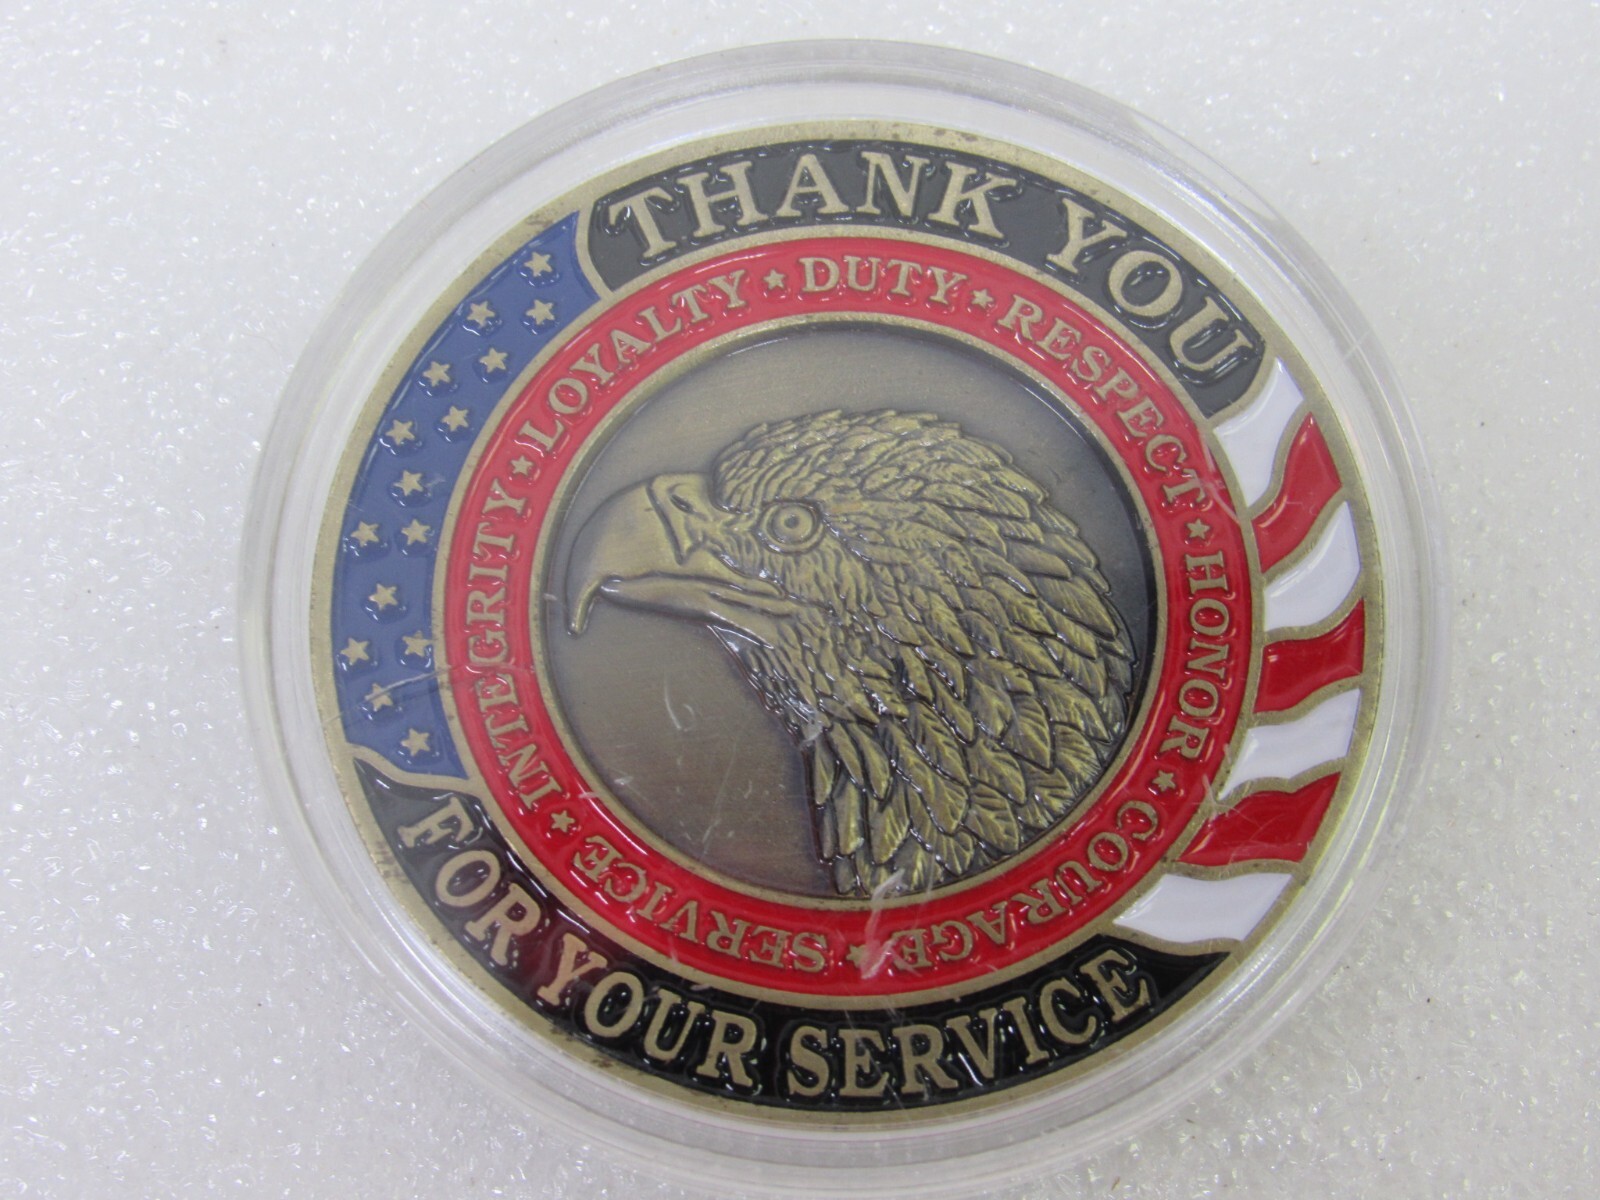 THANK YOU
LOYALTY ★ DUTY ★ RESPECT ★ HONOR ★ COURAGE ★ SERVICE ★ INTEGRITY ★
FOR YOUR SERVICE